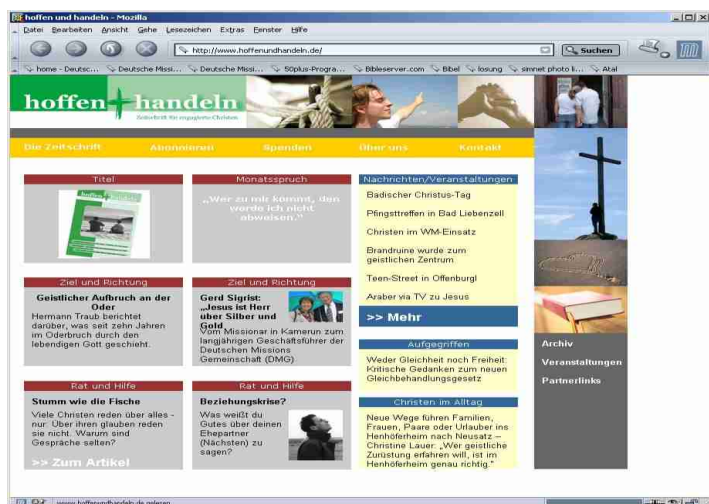 hoffen und handeln - Mozilla
Datei Bearbeiten Ansicht Gehe Lesezeichen Extras Fenster Hilfe
http://www.hoffenundhandeln.de/
Suchen
home - Deutsc... Deutsche Missi... Deutsche Missi... 50plus-Progra... Bibleserver.com Bibel losung simnet photo li... Atal
hoffen handeln
Zeitschrift für engagierte Christen
Die Zeitschrift Abonnieren Spenden Über uns Kontakt
Titel
Monatsspruch
„Wer zu mir kommt, den
werde ich nicht
abweisen.“
Nachrichten/Veranstaltungen
Badischer Christus-Tag
Pfingsttreffen in Bad Liebenzell
Christen im WM-Einsatz
Brandruine wurde zum
geistlichen Zentrum
Teen-Street in Offenburg!
Araber via TV zu Jesus
>> Mehr
Ziel und Richtung
Geistlicher Aufbruch an der
Oder
Hermann Traub berichtet
darüber, was seit zehn Jahren
im Oderbruch durch den
lebendigen Gott geschieht.
Ziel und Richtung
Gerd Sigrist:
„Jesus ist Herr
über Silber und
Gold
Vom Missionar in Kamerun zum
langjährigen Geschäftsführer der
Deutschen Missions
Gemeinschaft (DMG)
Aufgegriffen
Weder Gleichheit noch Freiheit:
Kritische Gedanken zum neuen
Gleichbehandlungsgesetz
Rat und Hilfe
Stumm wie die Fische
Viele Christen reden über alles -
nur: Über ihren glauben reden
sie nicht. Warum sind
Gespräche selten?
>> Zum Artikel
Rat und Hilfe
Beziehungskrise?
Was weißt du
Gutes über deinen
Ehepartner
(Nächsten) zu
sagen?
Christen im Alltag
Neue Wege führen Familien,
Frauen, Paare oder Urlauber ins
Henhöferheim nach Neusatz –
Christine Lauer: „Wer geistliche
Zurüstung erfahren will, ist im
Henhöferheim genau richtig."
Archiv
Veranstaltungen
Partnerlinks
www.hoffenundhandeln.de gelesen